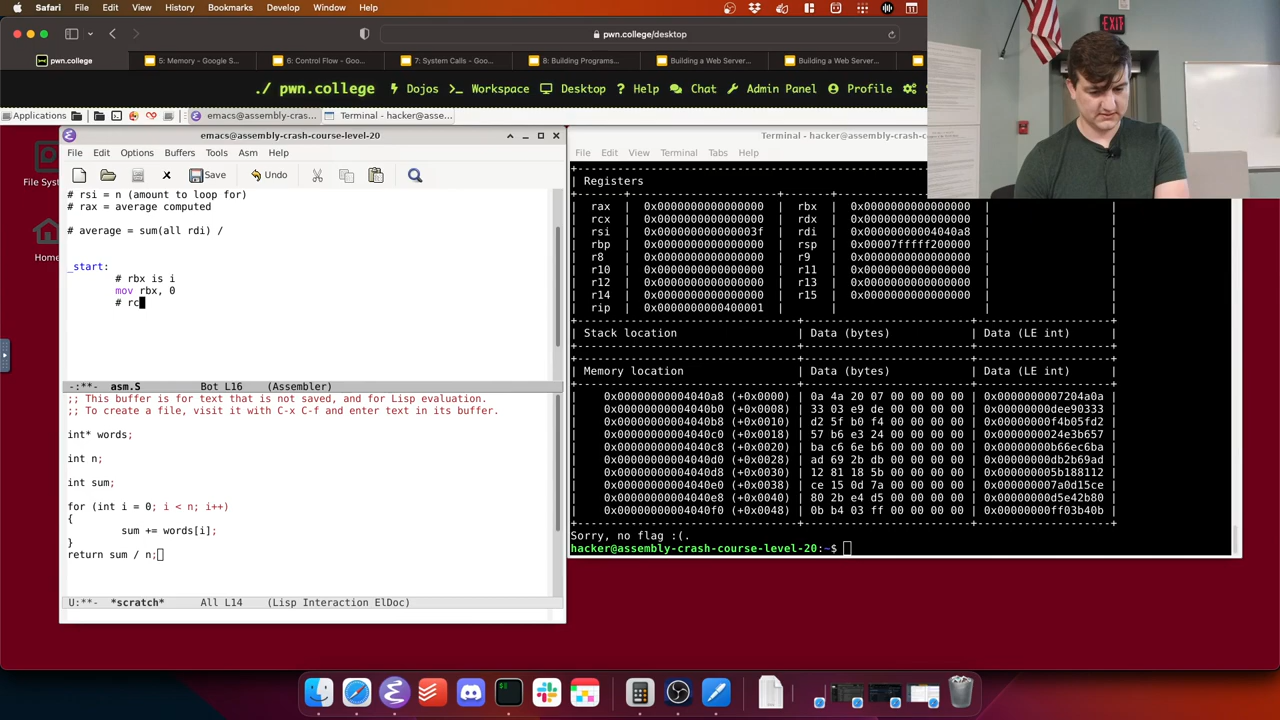 Safari File Edit View History Bookmarks Develop Window Help
pwn.college/desktop
pwn.college 5: Memory - Google S... 6: Control Flow - Goo... 7: System Calls - Goo... 8: Building Programs... Building a Web Server... Building a Web Server...
./ pwn.college Dojos >_ Workspace Desktop Help Chat Admin Panel Profile
Applications emacs@assembly-cras... Terminal - hacker@asse...
File Sys
Home
emacs@assembly-crash-course-level-20
File Edit Options Buffers Tools Asm Help
Save Undo
# rsi = n (amount to loop for)
# rax = average computed
# average = sum(all rdi) /
_start:
# rbx is i
mov rbx, 0
# rc
-:**- asm.S Bot L16 (Assembler)
;; This buffer is for text that is not saved, and for Lisp evaluation.
;; To create a file, visit it with C-x C-f and enter text in its buffer.
int* words;
int n;
int sum;
for (int i = 0; i < n; i++)
{
sum += words[i];
}
return sum / n;
U:**- *scratch* All L14 (Lisp Interaction ElDoc)
Terminal - hacker@assembly-crash-c
File Edit View Terminal Tabs Help
| Registers
| rax | 0x0000000000000000 | rbx | 0x0000000000000000 |
| rcx | 0x0000000000000000 | rdx | 0x0000000000000000 |
| rsi | 0x000000000000003f | rdi | 0x00000000004040a8 |
| rbp | 0x0000000000000000 | rsp | 0x00007fffff200000 |
| r8 | 0x0000000000000000 | r9 | 0x0000000000000000 |
| r10 | 0x0000000000000000 | r11 | 0x0000000000000000 |
| r12 | 0x0000000000000000 | r13 | 0x0000000000000000 |
| r14 | 0x0000000000000000 | r15 | 0x0000000000000000 |
| rip | 0x0000000000400001 | | |
| Stack location | Data (bytes) | Data (LE int) |
| Memory location | Data (bytes) | Data (LE int) |
| 0x00000000004040a8 (+0x0000) | 0a 4a 20 07 00 00 00 00 | 0x0000000007204a0a |
| 0x00000000004040b0 (+0x0008) | 33 03 e9 de 00 00 00 00 | 0x00000000dee90333 |
| 0x00000000004040b8 (+0x0010) | d2 5f b0 f4 00 00 00 00 | 0x00000000f4b05fd2 |
| 0x00000000004040c0 (+0x0018) | 57 b6 e3 24 00 00 00 00 | 0x0000000024e3b657 |
| 0x00000000004040c8 (+0x0020) | ba c6 6e b6 00 00 00 00 | 0x00000000b66ec6ba |
| 0x00000000004040d0 (+0x0028) | ad 69 2b db 00 00 00 00 | 0x00000000db2b69ad |
| 0x00000000004040d8 (+0x0030) | 12 81 18 5b 00 00 00 00 | 0x000000005b188112 |
| 0x00000000004040e0 (+0x0038) | ce 15 0d 7a 00 00 00 00 | 0x000000007a0d15ce |
| 0x00000000004040e8 (+0x0040) | 80 2b e4 d5 00 00 00 00 | 0x00000000d5e42b80 |
| 0x00000000004040f0 (+0x0048) | 0b b4 03 ff 00 00 00 00 | 0x00000000ff03b40b |
Sorry, no flag :(.
hacker@assembly-crash-course-level-20:~$
EXIT